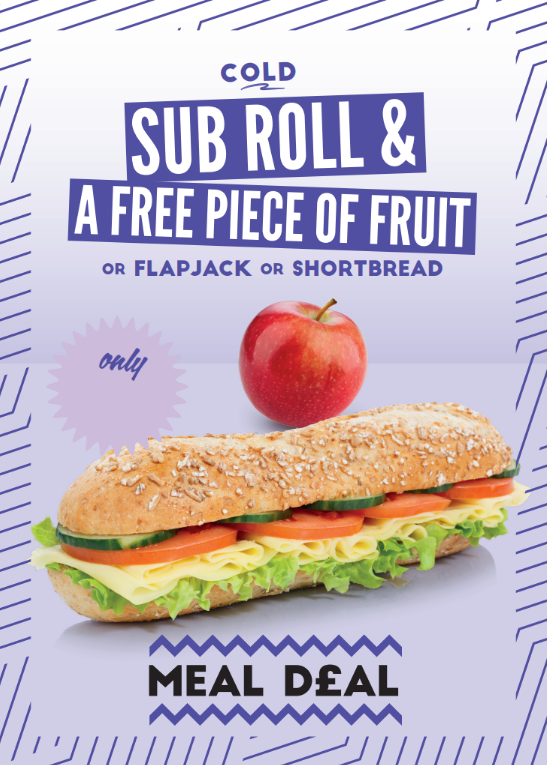 COLD
SUB ROLL &
A FREE PIECE OF FRUIT
OR FLAPJACK OR SHORTBREAD
only
MEAL D£AL